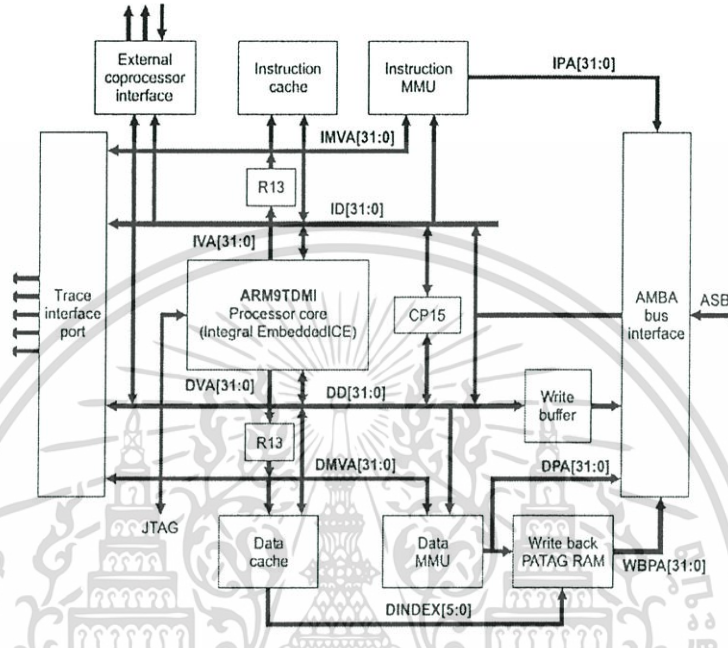 External
coprocessor
interface
Instruction
cache
Instruction
MMU
IPA[31:0]
IMVA[31:0]
R13
ID[31:0]
IVA[31:0]
Trace
interface
port
ARM9TDMI
Processor core
(Integral EmbeddedICE)
CP15
AMBA
bus
interface
ASB
DVA[31:0]
DD[31:0]
Write
buffer
R13
DMVA[31:0]
DPA[31:0]
JTAG
Data
cache
Data
MMU
Write back
PATAG RAM
WBPA[31:0]
DINDEX[5:0]